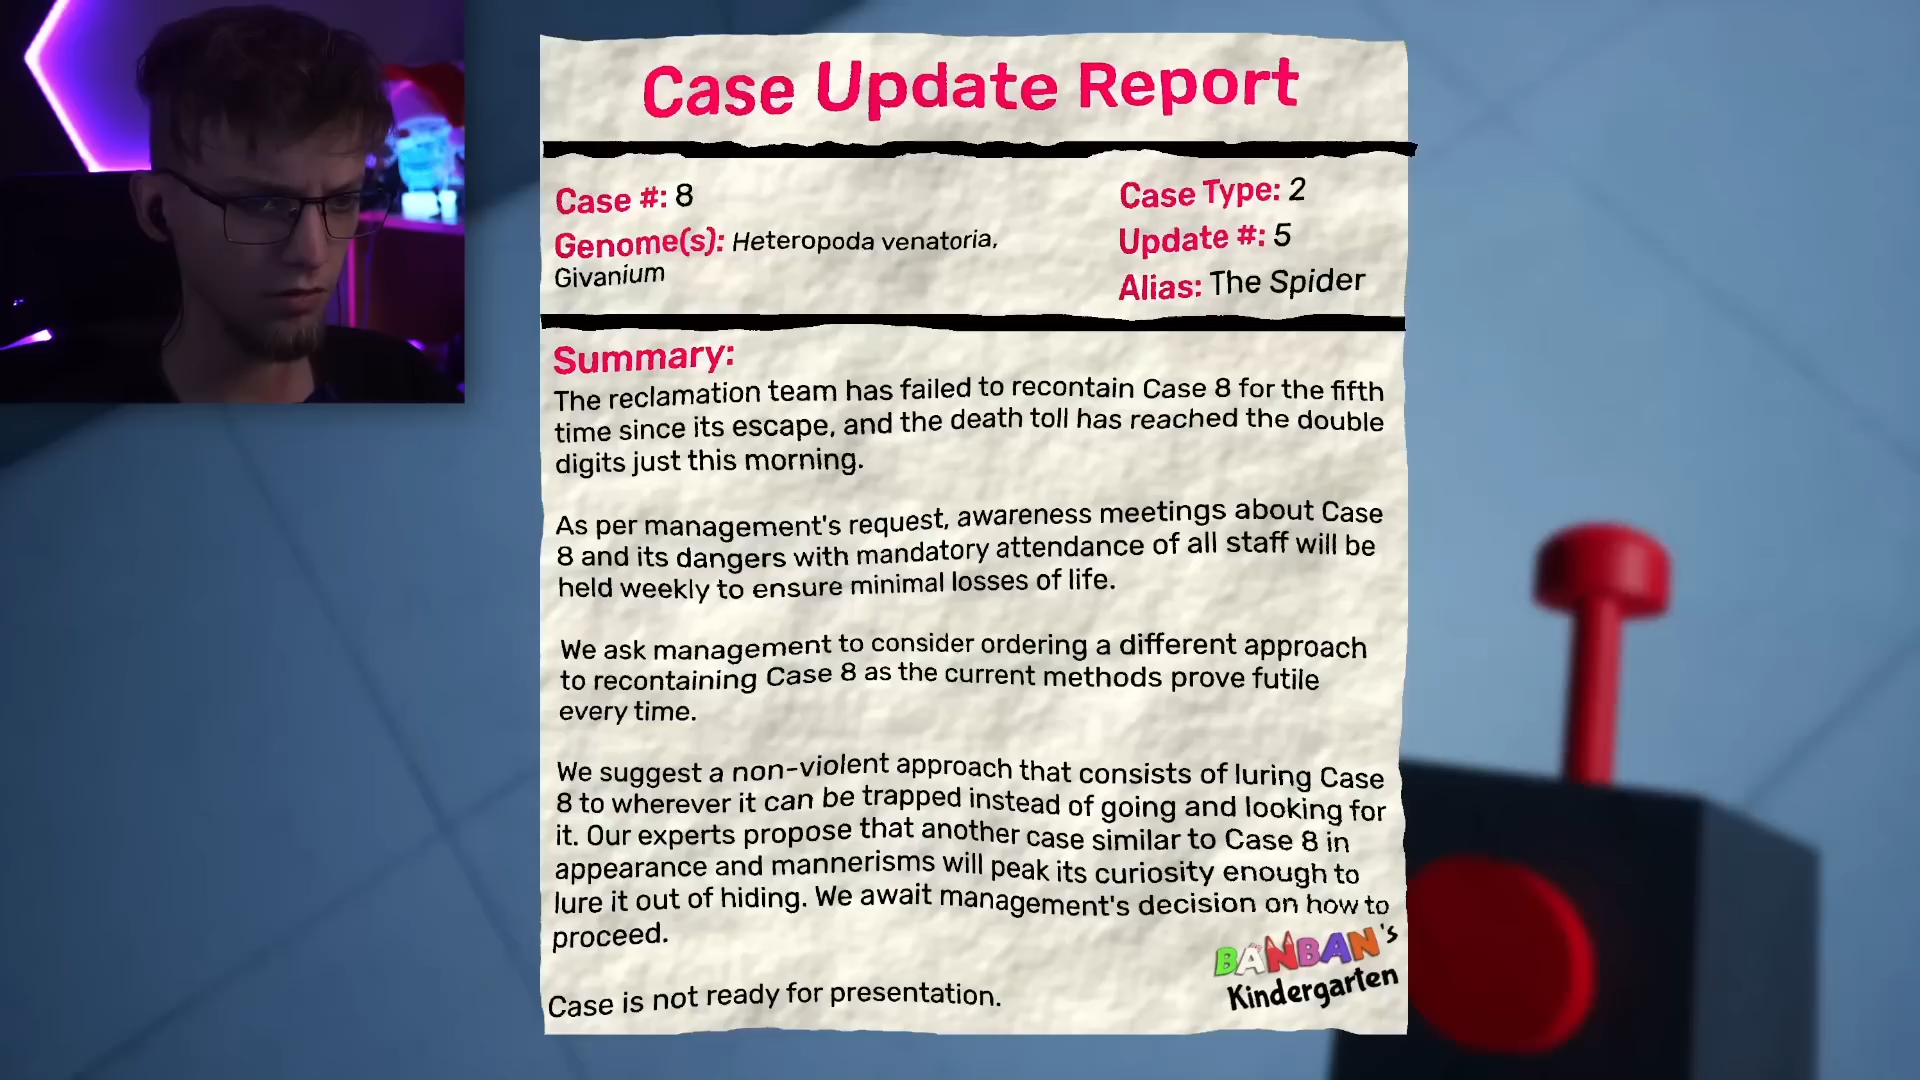 Case Update Report
Case #: 8
Genome(s): Heteropoda venatoria,
Givanium
Case Type: 2
Update #: 5
Alias: The Spider
Summary:
The reclamation team has failed to recontain Case 8 for the fifth
time since its escape, and the death toll has reached the double
digits just this morning.
As per management's request, awareness meetings about Case
8 and its dangers with mandatory attendance of all staff will be
held weekly to ensure minimal losses of life.
We ask management to consider ordering a different approach
to recontaining Case 8 as the current methods prove futile
every time.
We suggest a non-violent approach that consists of luring Case
8 to wherever it can be trapped instead of going and looking for
it. Our experts propose that another case similar to Case 8 in
appearance and mannerisms will peak its curiosity enough to
lure it out of hiding. We await management's decision on how to
proceed.
Case is not ready for presentation.
BANBAN's
Kindergarten